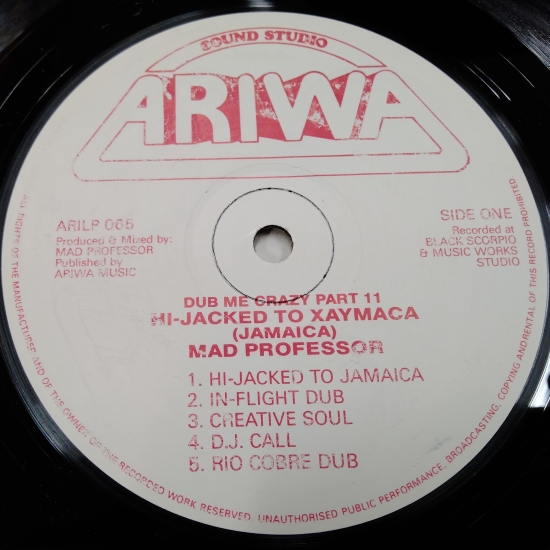 SOUND STUDIO
ARIWA
ARILP 065
Produced & Mixed by:
MAD PROFESSOR
Published by
ARIWA MUSIC
SIDE ONE
Recorded at
BLACK SCORPIO
& MUSIC WORKS
STUDIO
DUB ME CRAZY PART 11
HI-JACKED TO XAYMACA
(JAMAICA)
MAD PROFESSOR
1. HI-JACKED TO JAMAICA
2. IN-FLIGHT DUB
3. CREATIVE SOUL
4. D.J. CALL
5. RIO COBRE DUB
ALL RIGHTS OF THE MANUFACTURE AND OF THE OWNER OF THE RECORDED WORK RESERVED. UNAUTHORISED PUBLIC PERFORMANCE, BROADCASTING, COPYING AND RENTAL OF THIS RECORD PROHIBITED